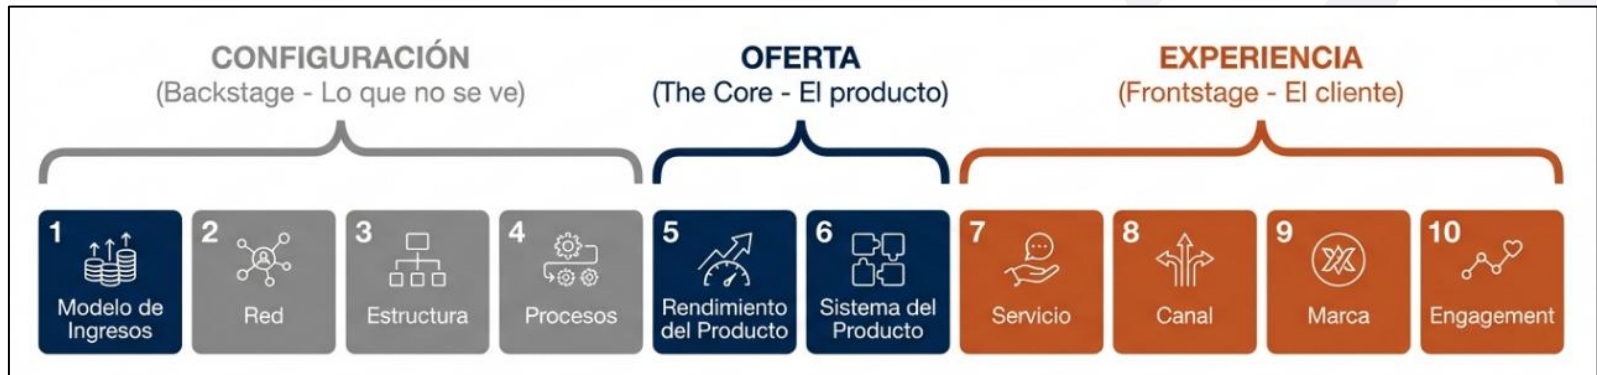 CONFIGURACIÓN
(Backstage - Lo que no se ve)
OFERTA
(The Core - El producto)
EXPERIENCIA
(Frontstage - El cliente)
1
Modelo de
Ingresos
2
Red
3
Estructura
4
Procesos
5
Rendimiento
del Producto
6
Sistema del
Producto
7
Servicio
8
Canal
9
Marca
10
Engagement